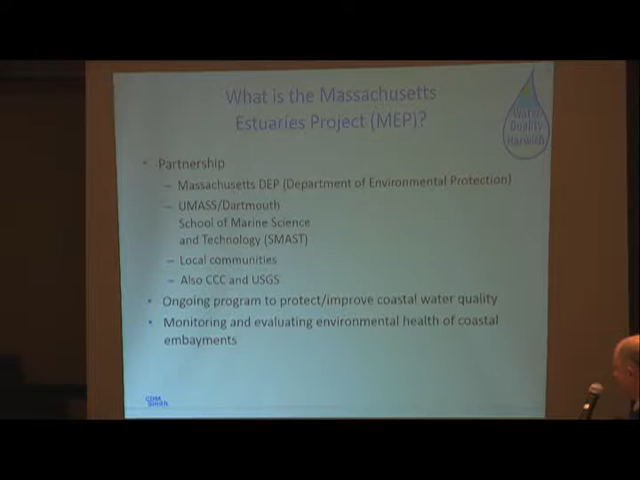 What is the Massachusetts
Estuaries Project (MEP)?
Water
Quality
Harwich
• Partnership
– Massachusetts DEP (Department of Environmental Protection)
– UMASS/Dartmouth
School of Marine Science
and Technology (SMAST)
– Local communities
– Also CCC and USGS
• Ongoing program to protect/improve coastal water quality
• Monitoring and evaluating environmental health of coastal
embayments
CDM
Smith